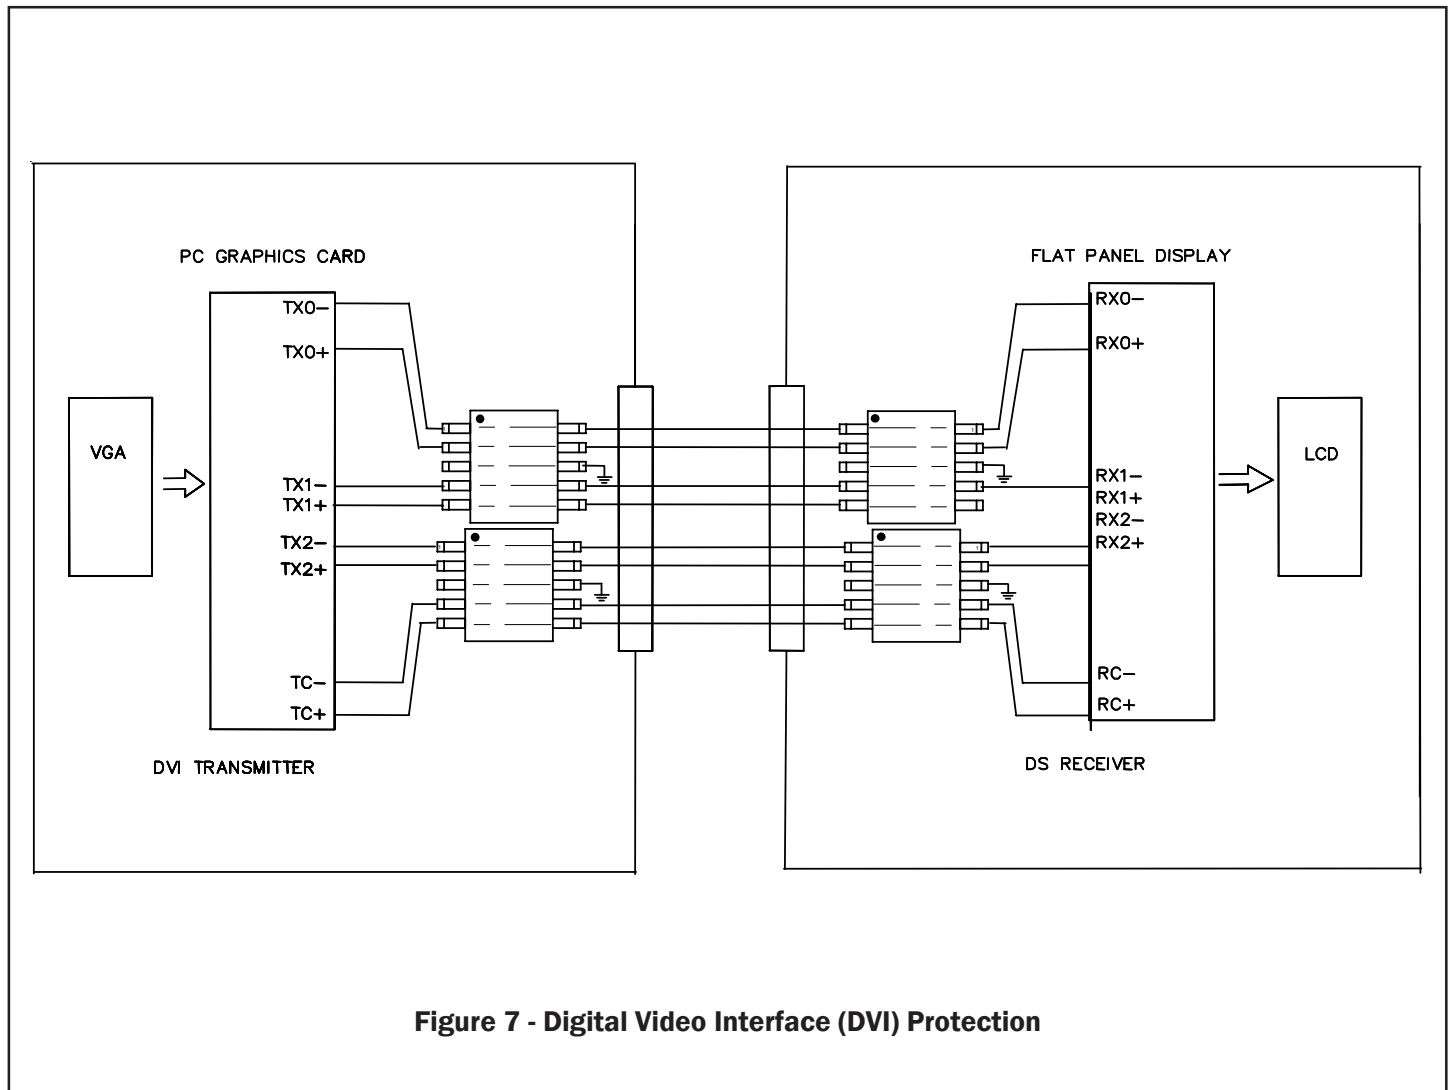 PC GRAPHICS CARD
TX0−
TX0+
VGA
TX1−
TX1+
TX2−
TX2+
TC−
TC+
DVI TRANSMITTER
FLAT PANEL DISPLAY
RX0−
RX0+
LCD
RX1−
RX1+
RX2−
RX2+
RC−
RC+
DS RECEIVER
Figure 7 - Digital Video Interface (DVI) Protection